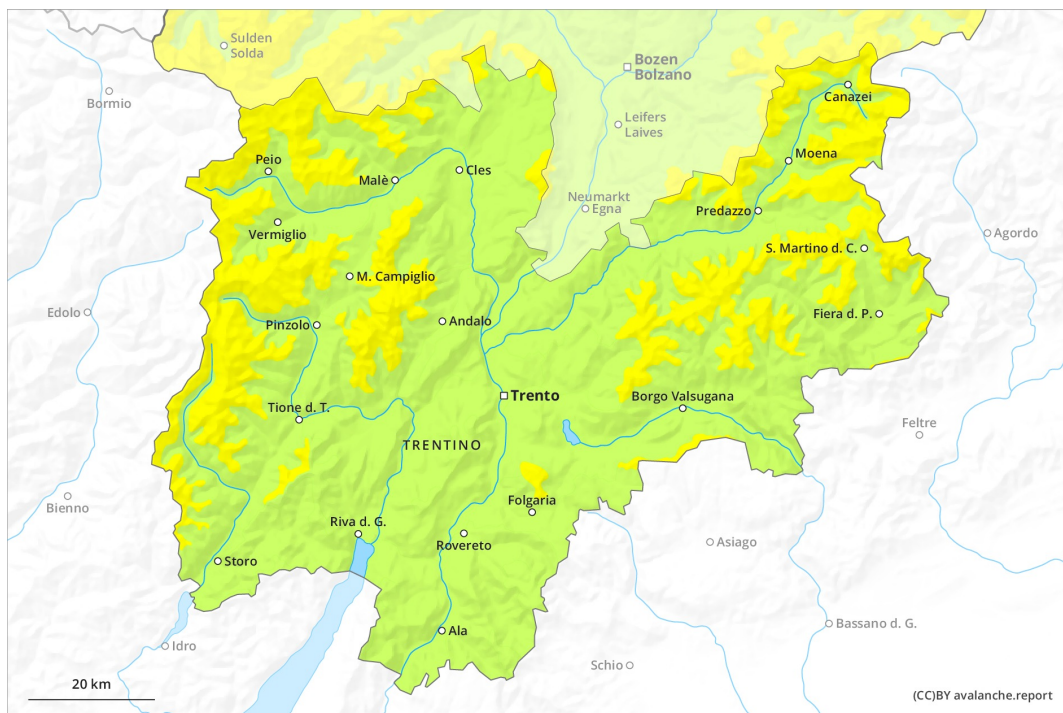 Sulden
Solda
Bozen
Bolzano
Bormio
Canazei
Leifers
Laives
Peio
Moena
Malè
Cles
Neumarkt
Egna
Predazzo
Vermiglio
Agordo
S. Martino d. C.
M. Campiglio
Edolo
Fiera d. P.
Pinzolo
Andalo
Trento
Borgo Valsugana
Tione d. T.
Feltre
TRENTINO
Bienno
Folgaria
Riva d. G.
Asiago
Rovereto
Storo
Bassano d. G.
Ala
Idro
Schio
20 km
(CC)BY avalanche.report